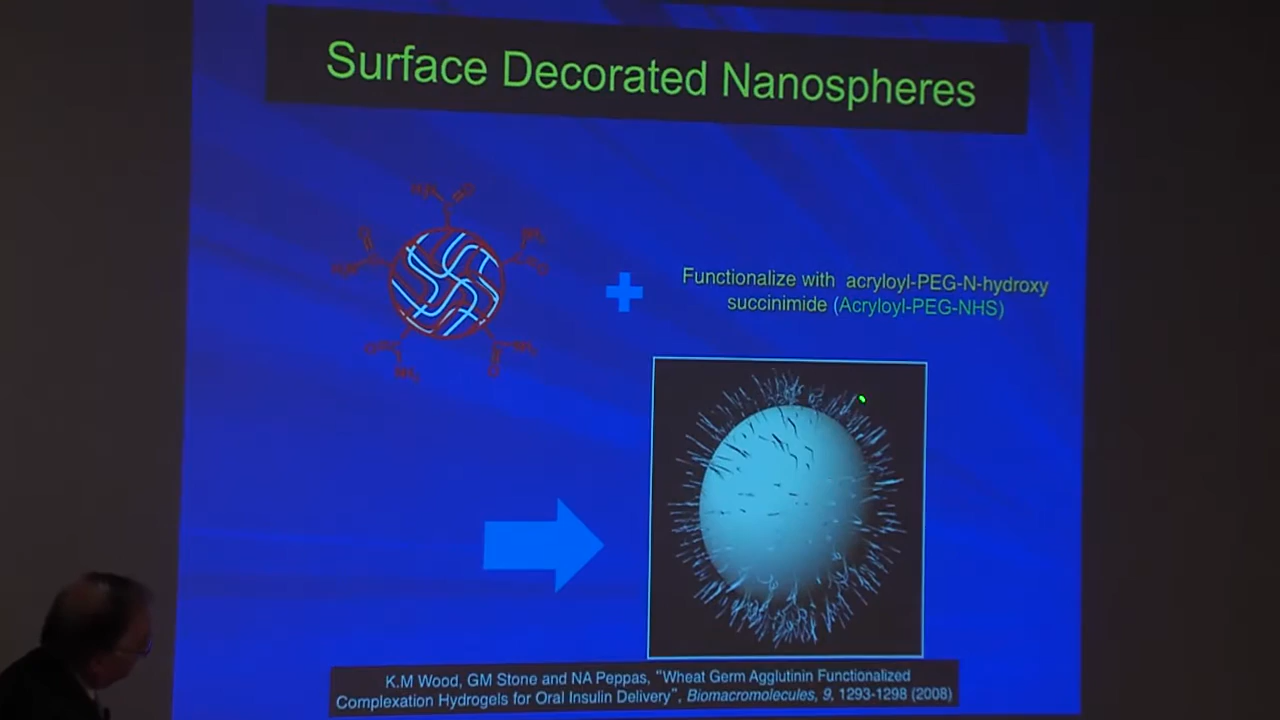 Surface Decorated Nanospheres
Functionalize with acryloyl-PEG-N-hydroxy
succinimide (Acryloyl-PEG-NHS)
K.M Wood, GM Stone and NA Peppas, "Wheat Germ Agglutinin Functionalized
Complexation Hydrogels for Oral Insulin Delivery", Biomacromolecules, 9, 1293-1298 (2008)